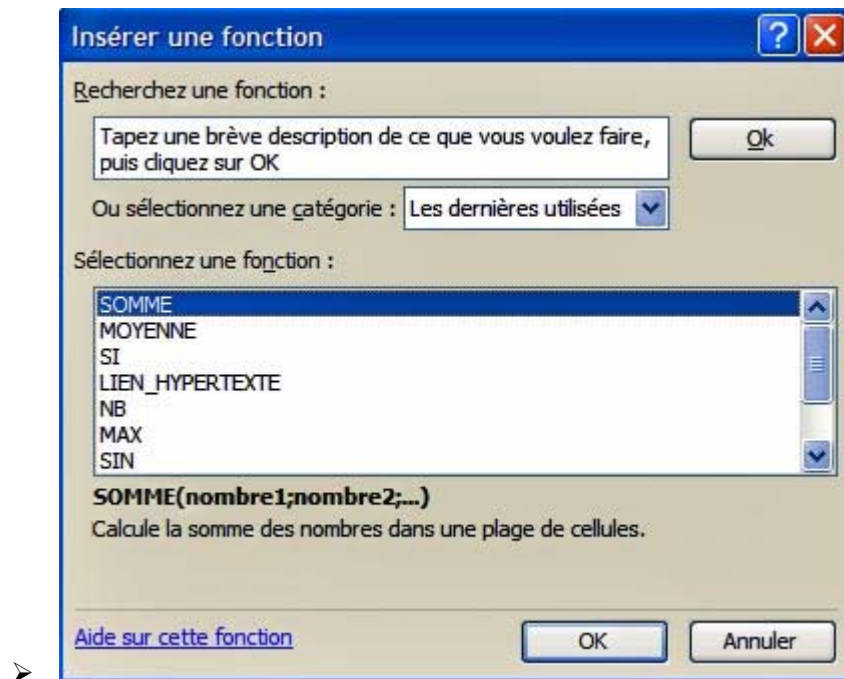 Insérer une fonction
Recherchez une fonction :
Tapez une brève description de ce que vous voulez faire,
puis cliquez sur OK
Ok
Ou sélectionnez une catégorie : Les dernières utilisées
Sélectionnez une fonction :
SOMME
MOYENNE
SI
LIEN_HYPERTEXTE
NB
MAX
SIN
SOMME(nombre1;nombre2;...)
Calcule la somme des nombres dans une plage de cellules.
Aide sur cette fonction
OK
Annuler